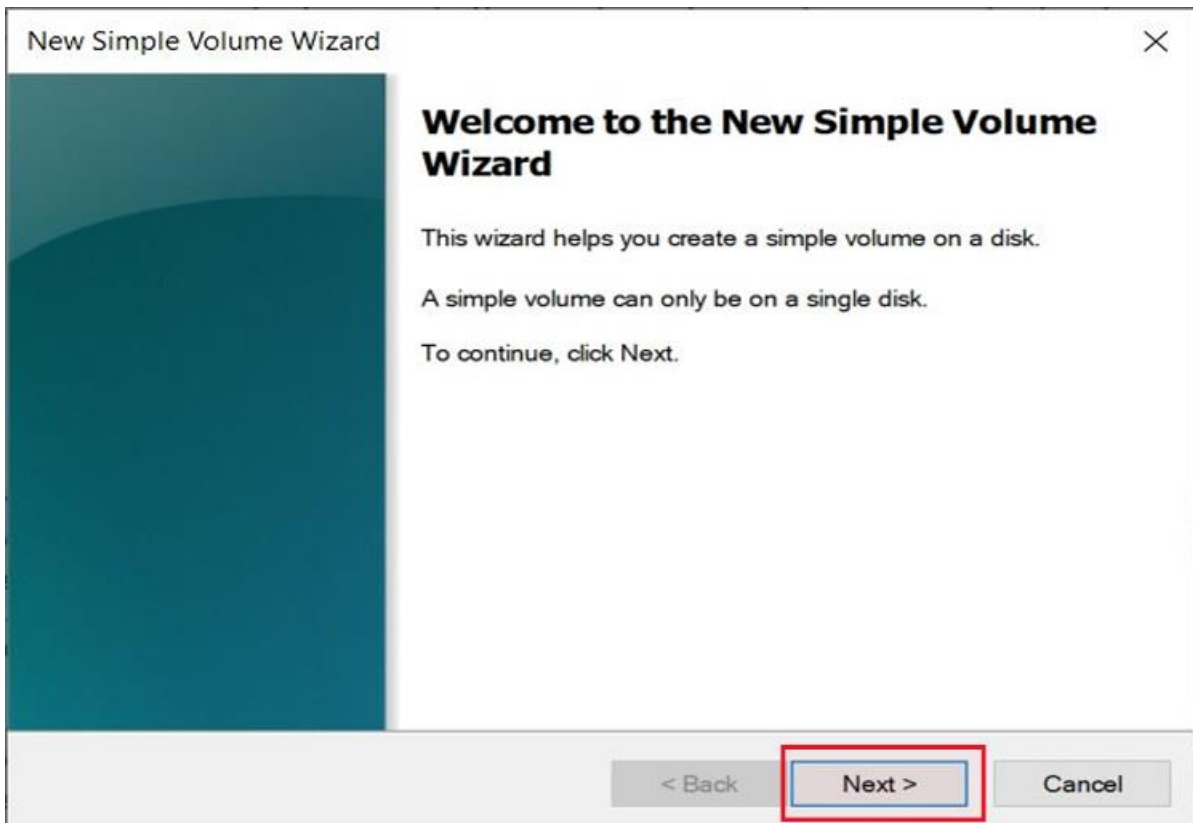 New Simple Volume Wizard
Welcome to the New Simple Volume
Wizard
This wizard helps you create a simple volume on a disk.
A simple volume can only be on a single disk.
To continue, click Next.
< Back
Next >
Cancel